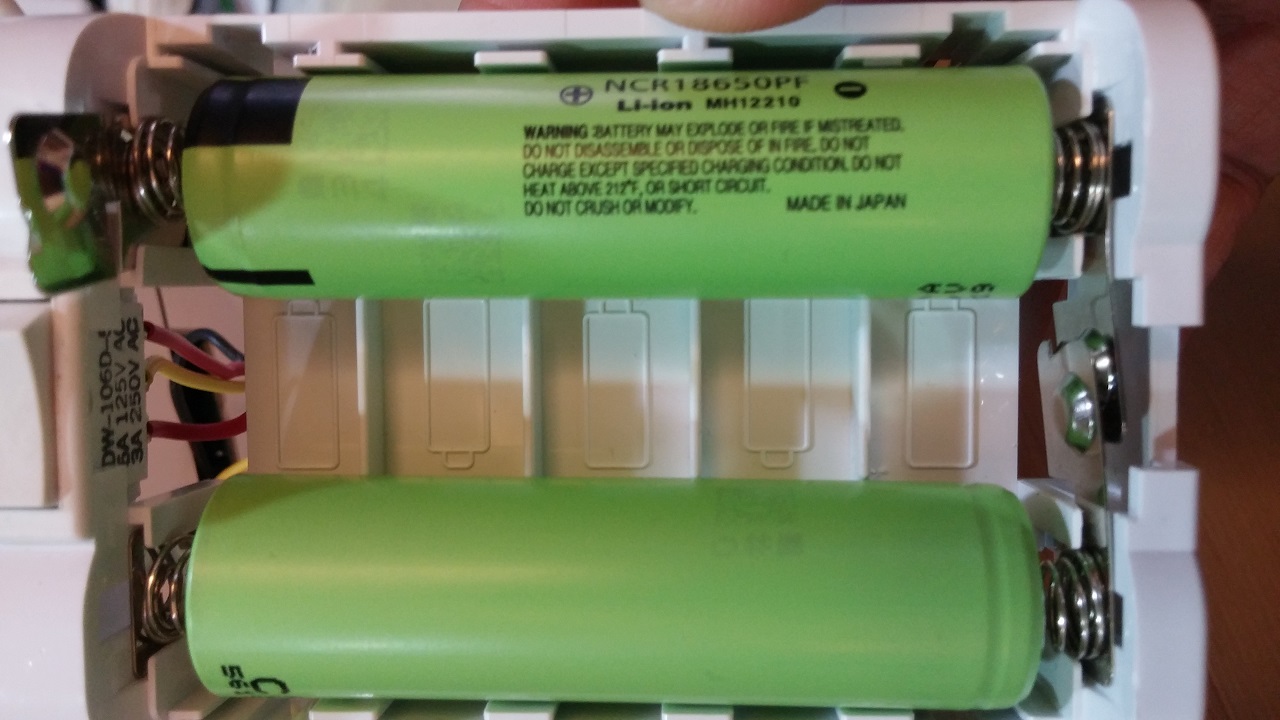 ⊕ NCR18650PF ⊖
Li-ion MH12210
WARNING :BATTERY MAY EXPLODE OR FIRE IF MISTREATED.
DO NOT DISASSEMBLE OR DISPOSE OF IN FIRE. DO NOT
CHARGE EXCEPT SPECIFIED CHARGING CONDITION. DO NOT
HEAT ABOVE 212°F, OR SHORT CIRCUIT.
DO NOT CRUSH OR MODIFY. MADE IN JAPAN
5A 125V AC
3A 250V AC